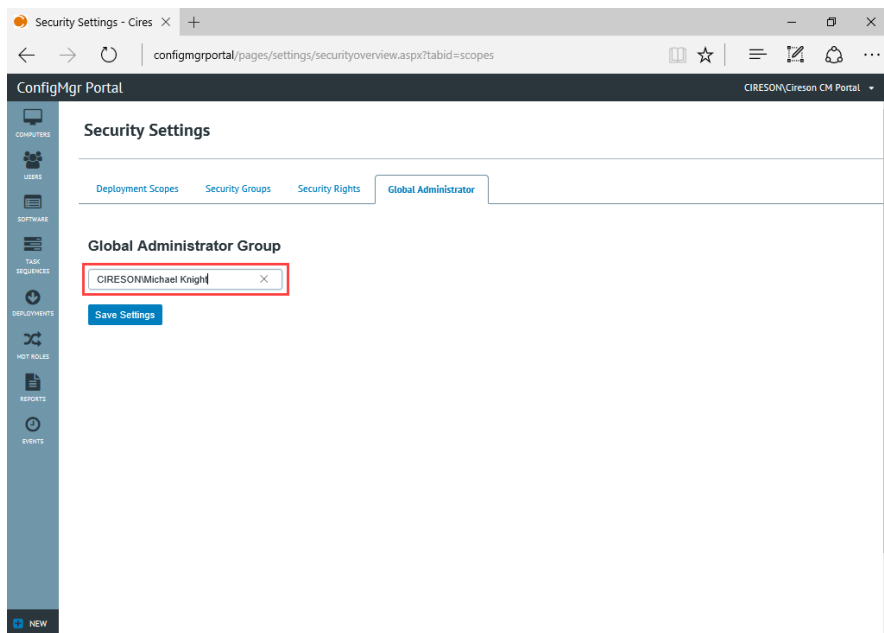 Security Settings - Cires
configmgrportal/pages/settings/securityoverview.aspx?tabid=scopes
ConfigMgr Portal
CIRESON\Cireson CM Portal
COMPUTERS
USERS
SOFTWARE
TASK
SEQUENCES
DEPLOYMENTS
MDT ROLES
REPORTS
EVENTS
NEW
Security Settings
Deployment Scopes Security Groups Security Rights Global Administrator
Global Administrator Group
CIRESON\Michael Knight
Save Settings